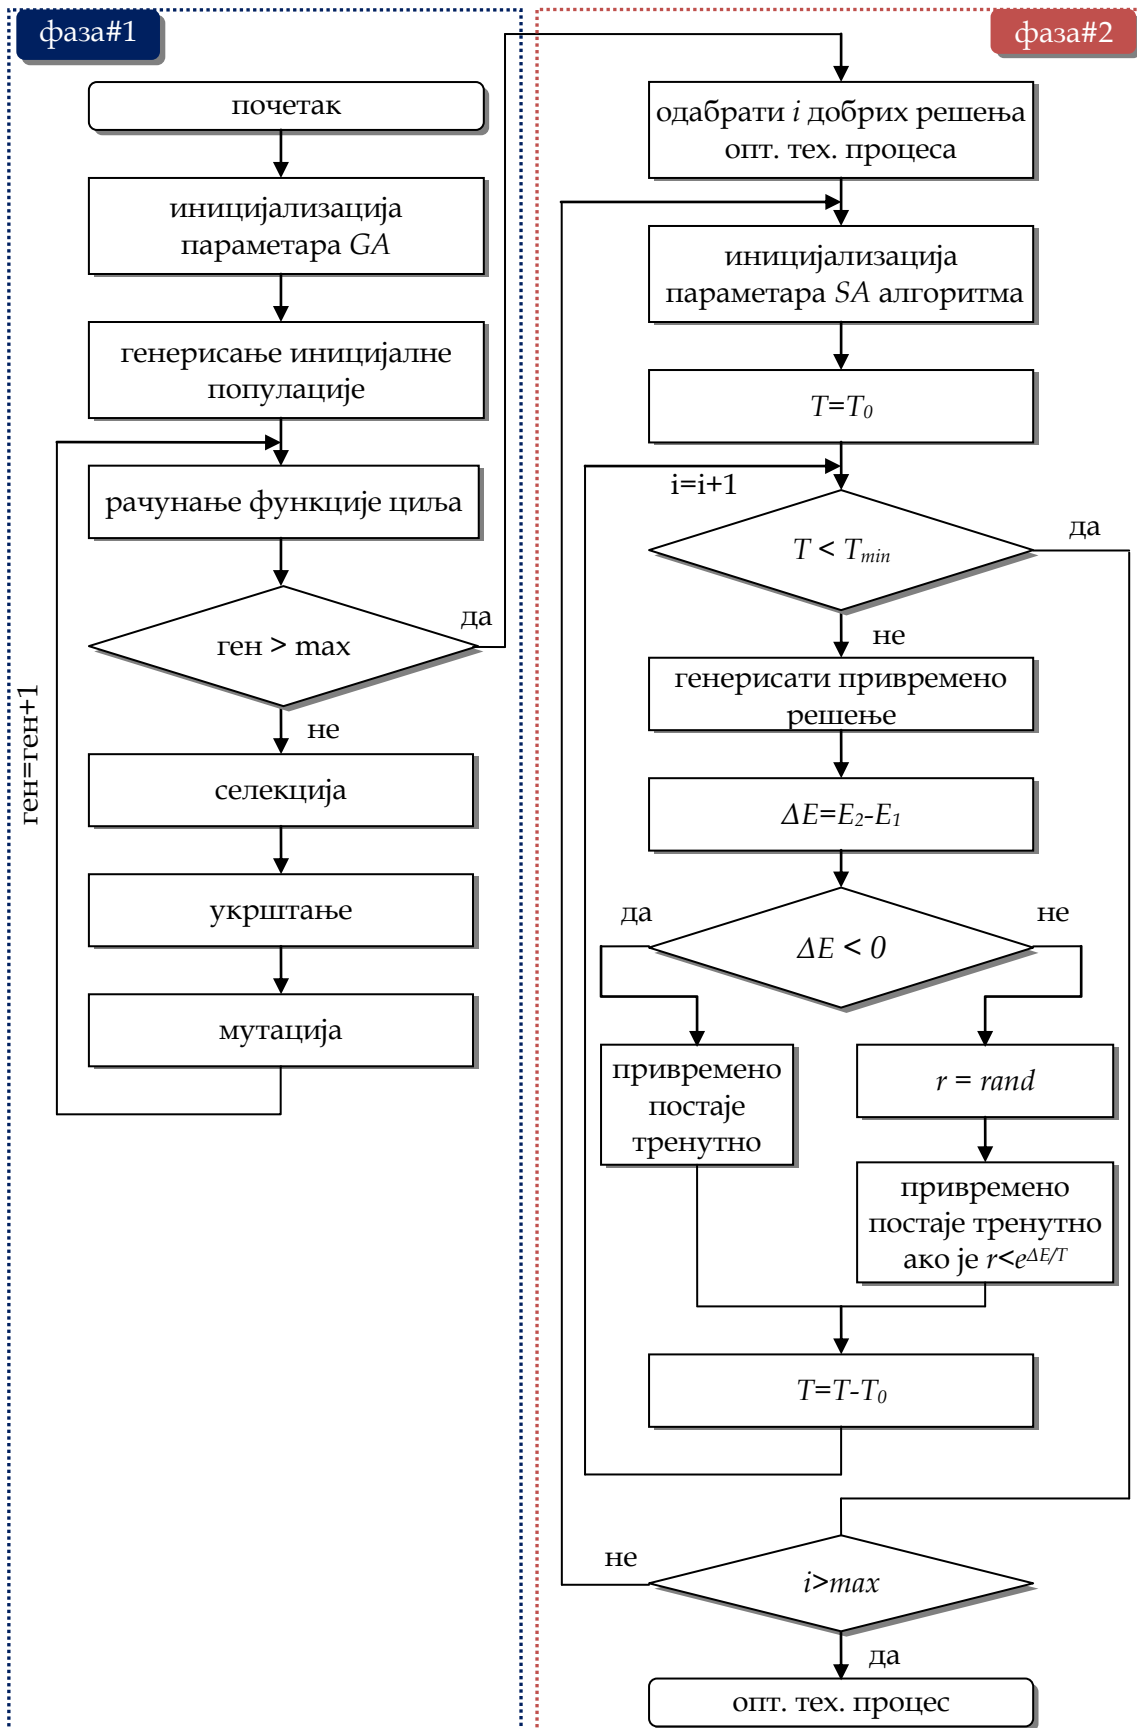 фаза#1
почетак
иницијализација
параметара GA
генерисање иницијалне
популације
рачунање функције циља
ген > max
да
не
ген=ген+1
селекција
укрштање
мутација
фаза#2
одабрати i добрих решења
опт. тех. процеса
иницијализација
параметара SA алгоритма
T=T₀
i=i+1
T < Tmin
да
не
генерисати привремено
решење
ΔE=E₂-E₁
ΔE < 0
да
не
привремено
постаје
тренутно
r = rand
привремено
постаје тренутно
ако је r<e^ΔE/T
T=T-T₀
i>max
не
да
опт. тех. процес